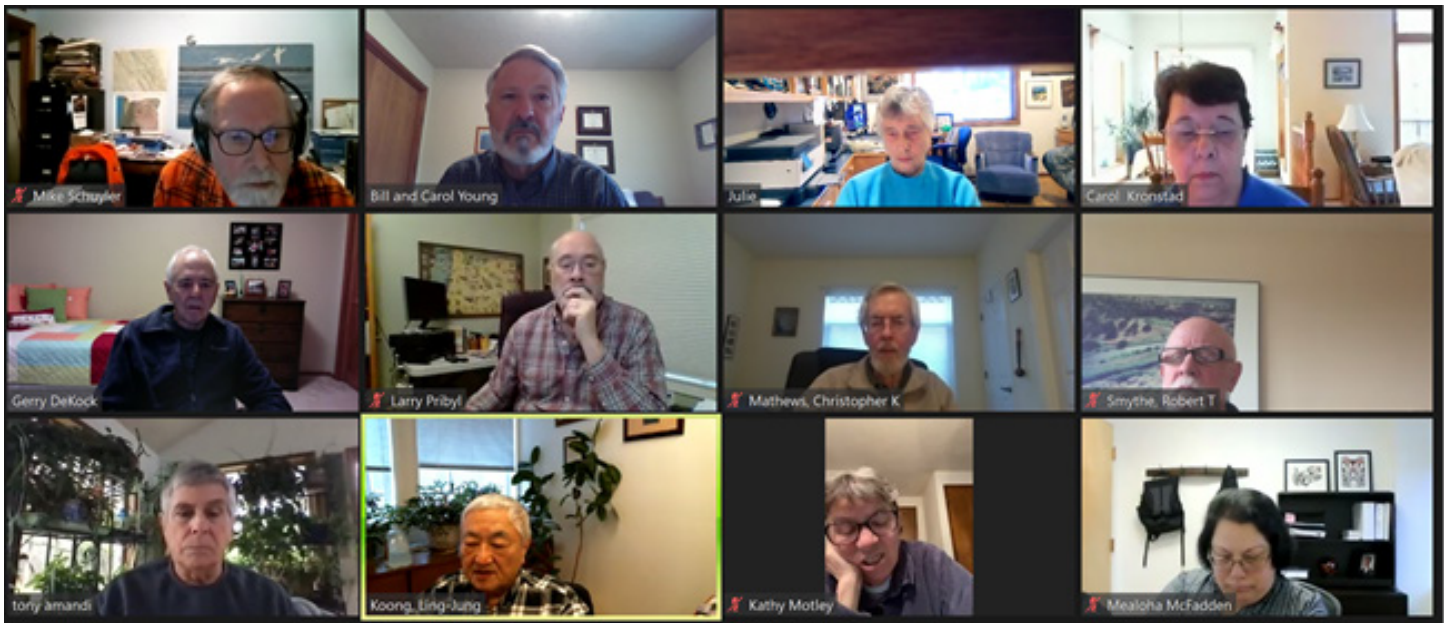 Mike Schuyler
Bill and Carol Young
Julie
Carol Kronstad
Gerry DeKock
Larry Pribyl
Mathews, Christopher K
Smythe, Robert T
tony amandi
Koong, Ling-Jung
Kathy Motley
Mealoha McFadden